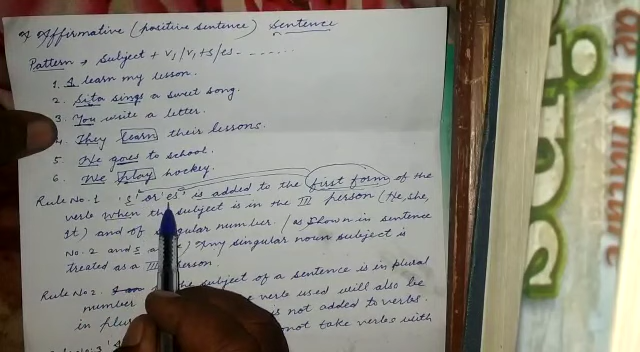 Affirmative (positive sentence) Sentence
Pattern → Subject + V1/V1+s/es - - - - - - -
1. I learn my lesson.
2. Sita sings a sweet song.
3. You write a letter.
4. They learn their lessons.
5. He goes to school.
6. We play hockey.
Rule No. 1 's' or 'es' is added to the first form of the
verb when the subject is in the III person (He, she,
It) and of singular number. (as shown in sentence
No. 2 and 5 Any singular noun subject is
treated as a III person.
Rule No 2. the subject of a sentence is in plural
number verb used will also be
in is not added to verbs.
not take verbs with